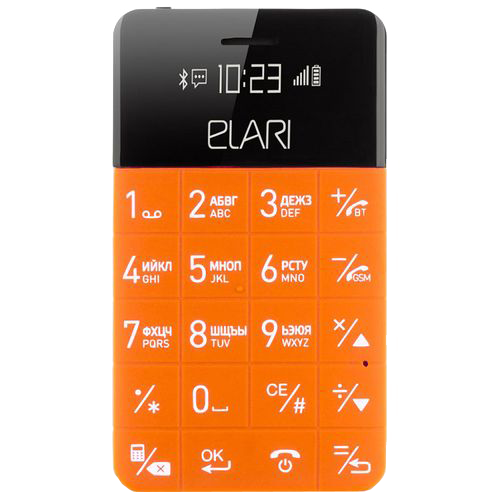 10:23
ELARI
1 2 АБВГ ABC 3 ДЕЖЗ DEF +/ BT
4 ИЙКЛ GHI 5 МНОП JKL 6 РСТУ MNO −/ GSM
7 ФХЦЧ PQRS 8 ШЩЪЫ TUV 9 ЬЭЮЯ WXYZ ×/▲
·/* 0 CE/# ÷/▼
OK =/